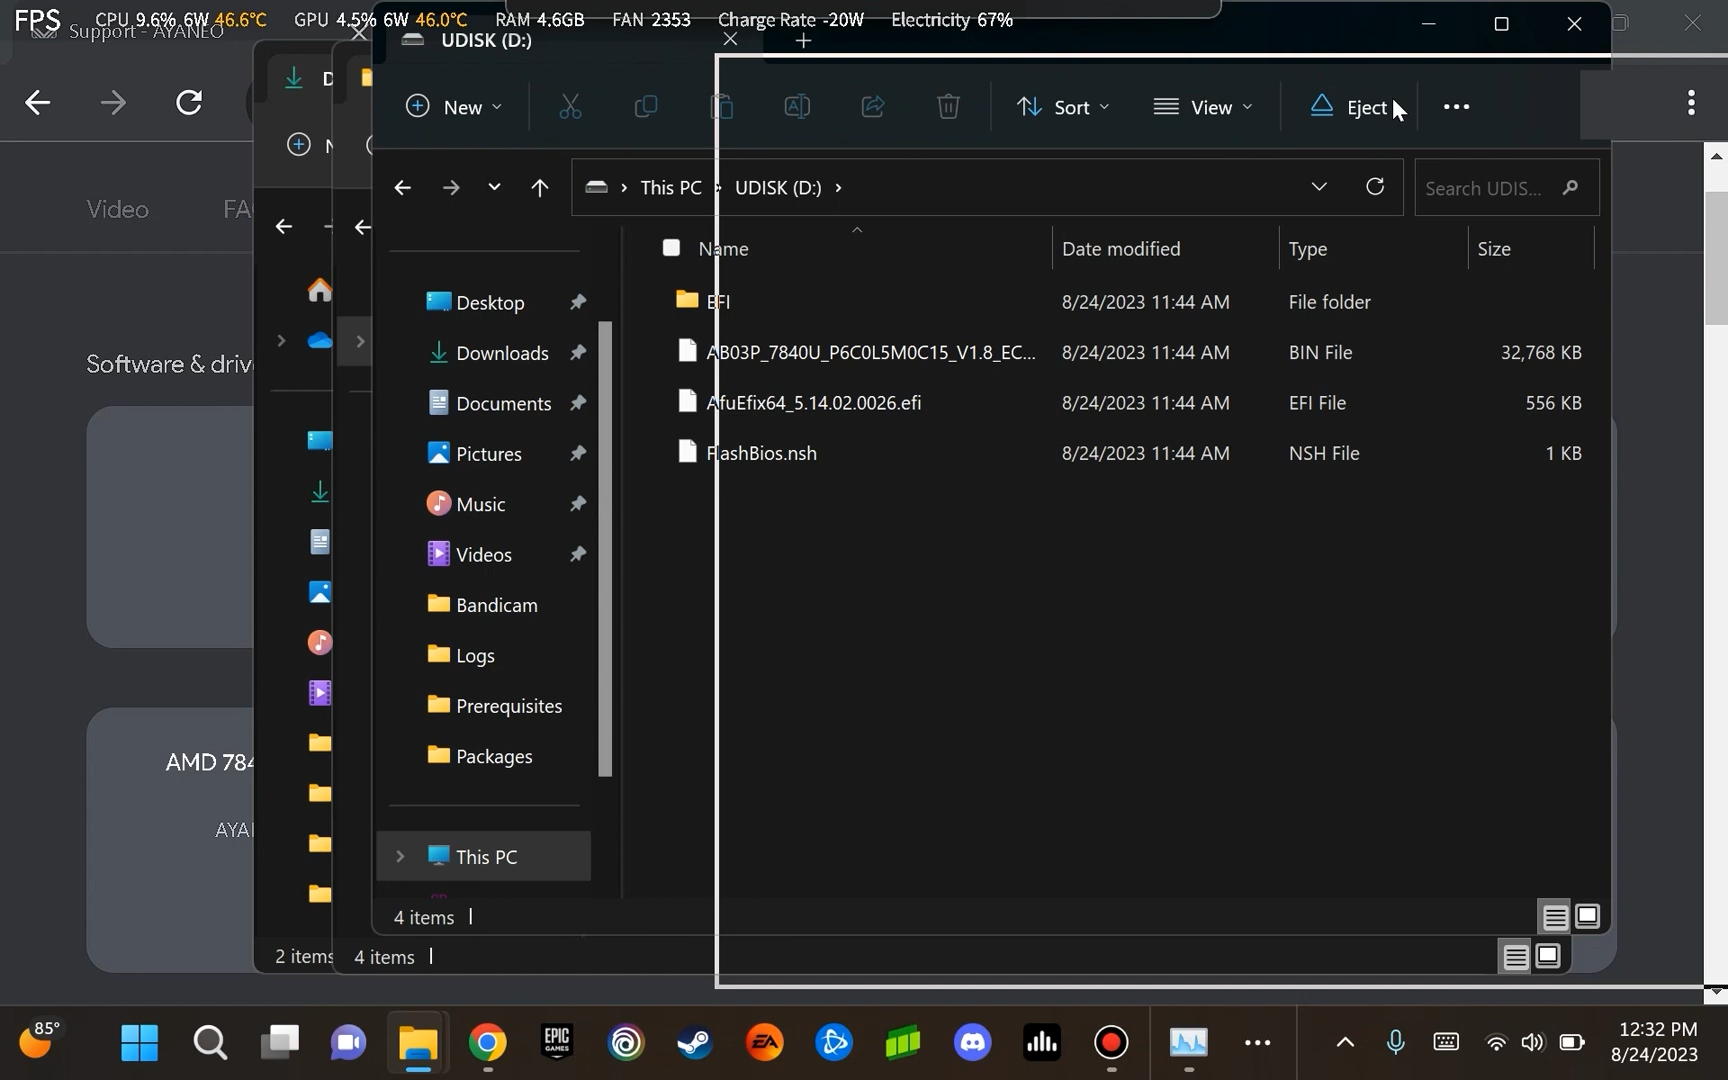 FPS CPU 9.6% 6W 46.6°C GPU 4.5% 6W 46.0°C RAM 4.6GB FAN 2353 Charge Rate -20W Electricity 67%
Support - AYANEO
UDISK (D:)
New
Sort
View
Eject
This PC
UDISK (D:)
Search UDIS...
Video
FA
Name
Date modified
Type
Size
Desktop
EFI
8/24/2023 11:44 AM
File folder
Downloads
AB03P_7840U_P6C0L5M0C15_V1.8_EC...
8/24/2023 11:44 AM
BIN File
32,768 KB
Software & driv
Documents
AfuEfix64_5.14.02.0026.efi
8/24/2023 11:44 AM
EFI File
556 KB
Pictures
FlashBios.nsh
8/24/2023 11:44 AM
NSH File
1 KB
Music
Videos
Bandicam
Logs
Prerequisites
Packages
AMD 784
AYAI
This PC
4 items
2 items
4 items
85°
EPIC GAMES
EA
12:32 PM
8/24/2023